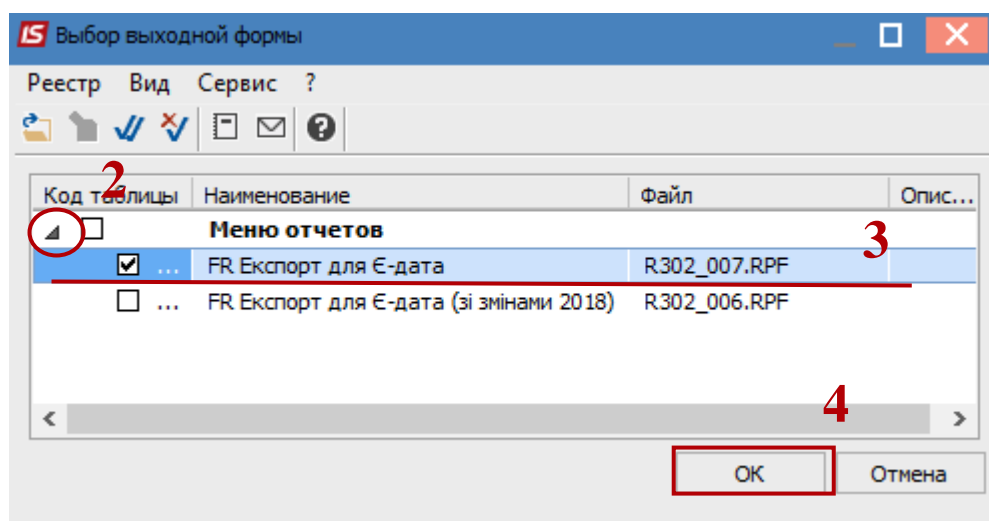 Выбор выходной формы
Реестр Вид Сервис ?
2
Код таблицы Наименование Файл Опис...
Меню отчетов
3
... FR Експорт для Є-дата R302_007.RPF
... FR Експорт для Є-дата (зі змінами 2018) R302_006.RPF
4
OK Отмена